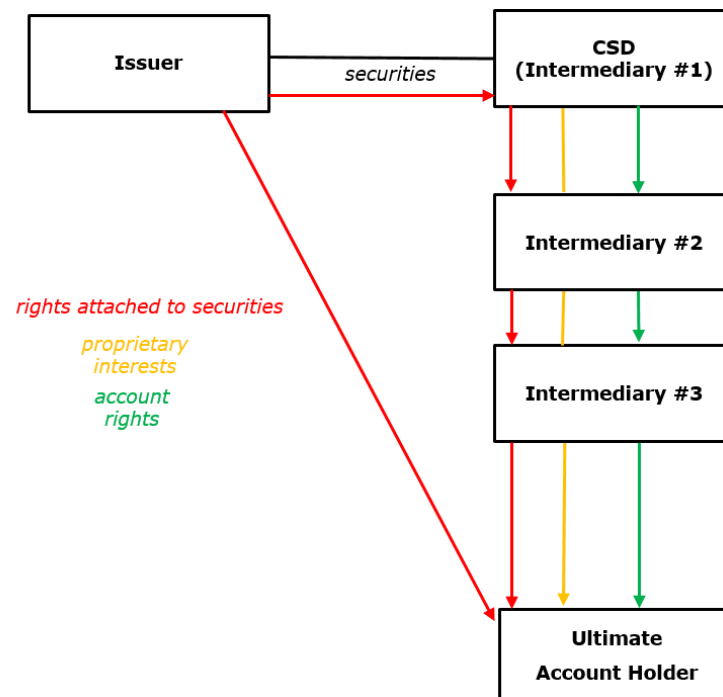 Issuer
CSD
(Intermediary #1)
securities
Intermediary #2
rights attached to securities
proprietary
interests
account
rights
Intermediary #3
Ultimate
Account Holder